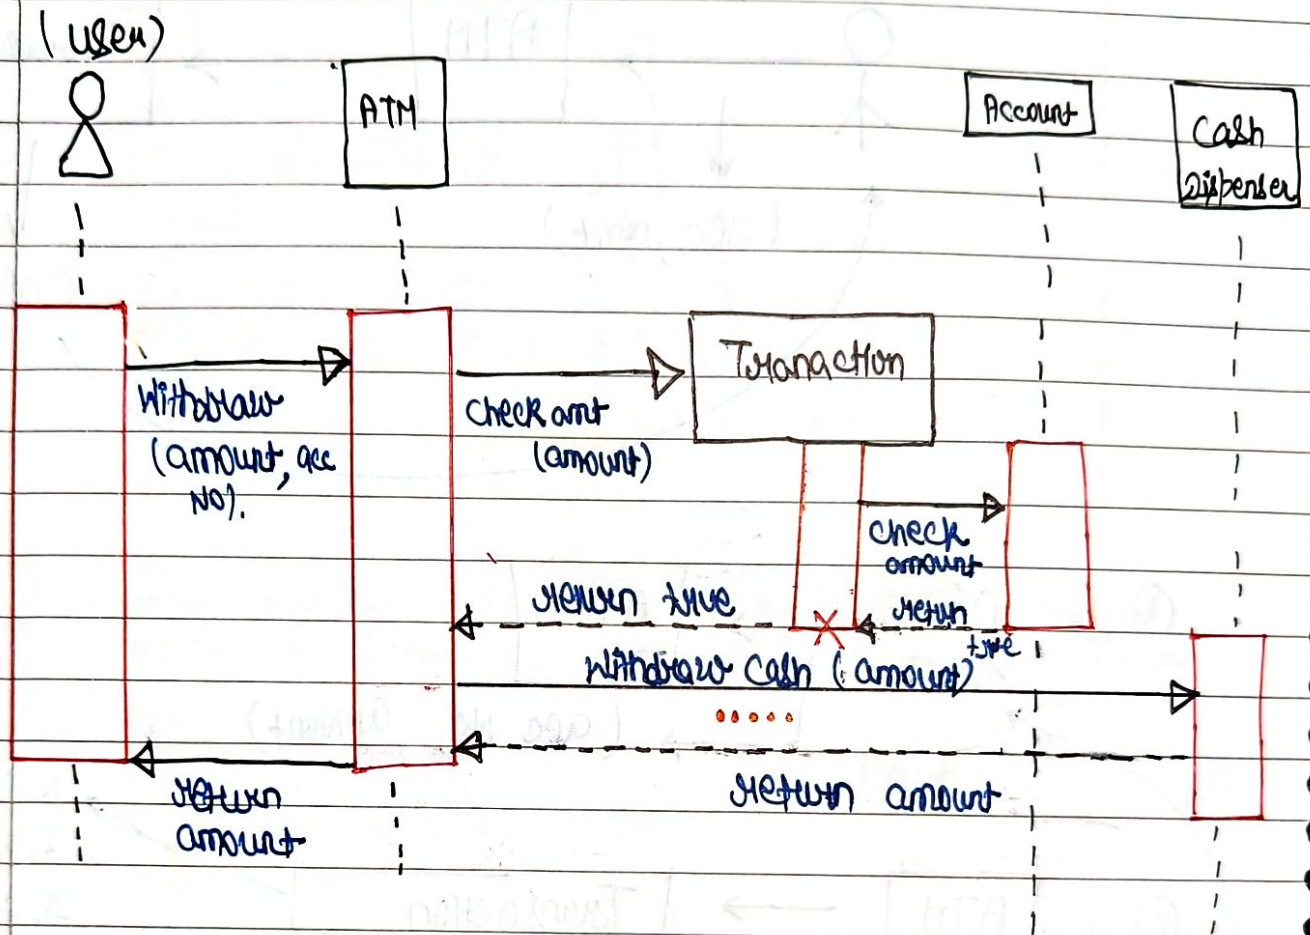 (user)
ATM
Account
Cash
Dispenser
Tranaction
Withdraw
(amount, acc
No).
check amt
(amount)
check
amount
return true
return
true
Withdraw Cash (amount)
return amount
return
amount